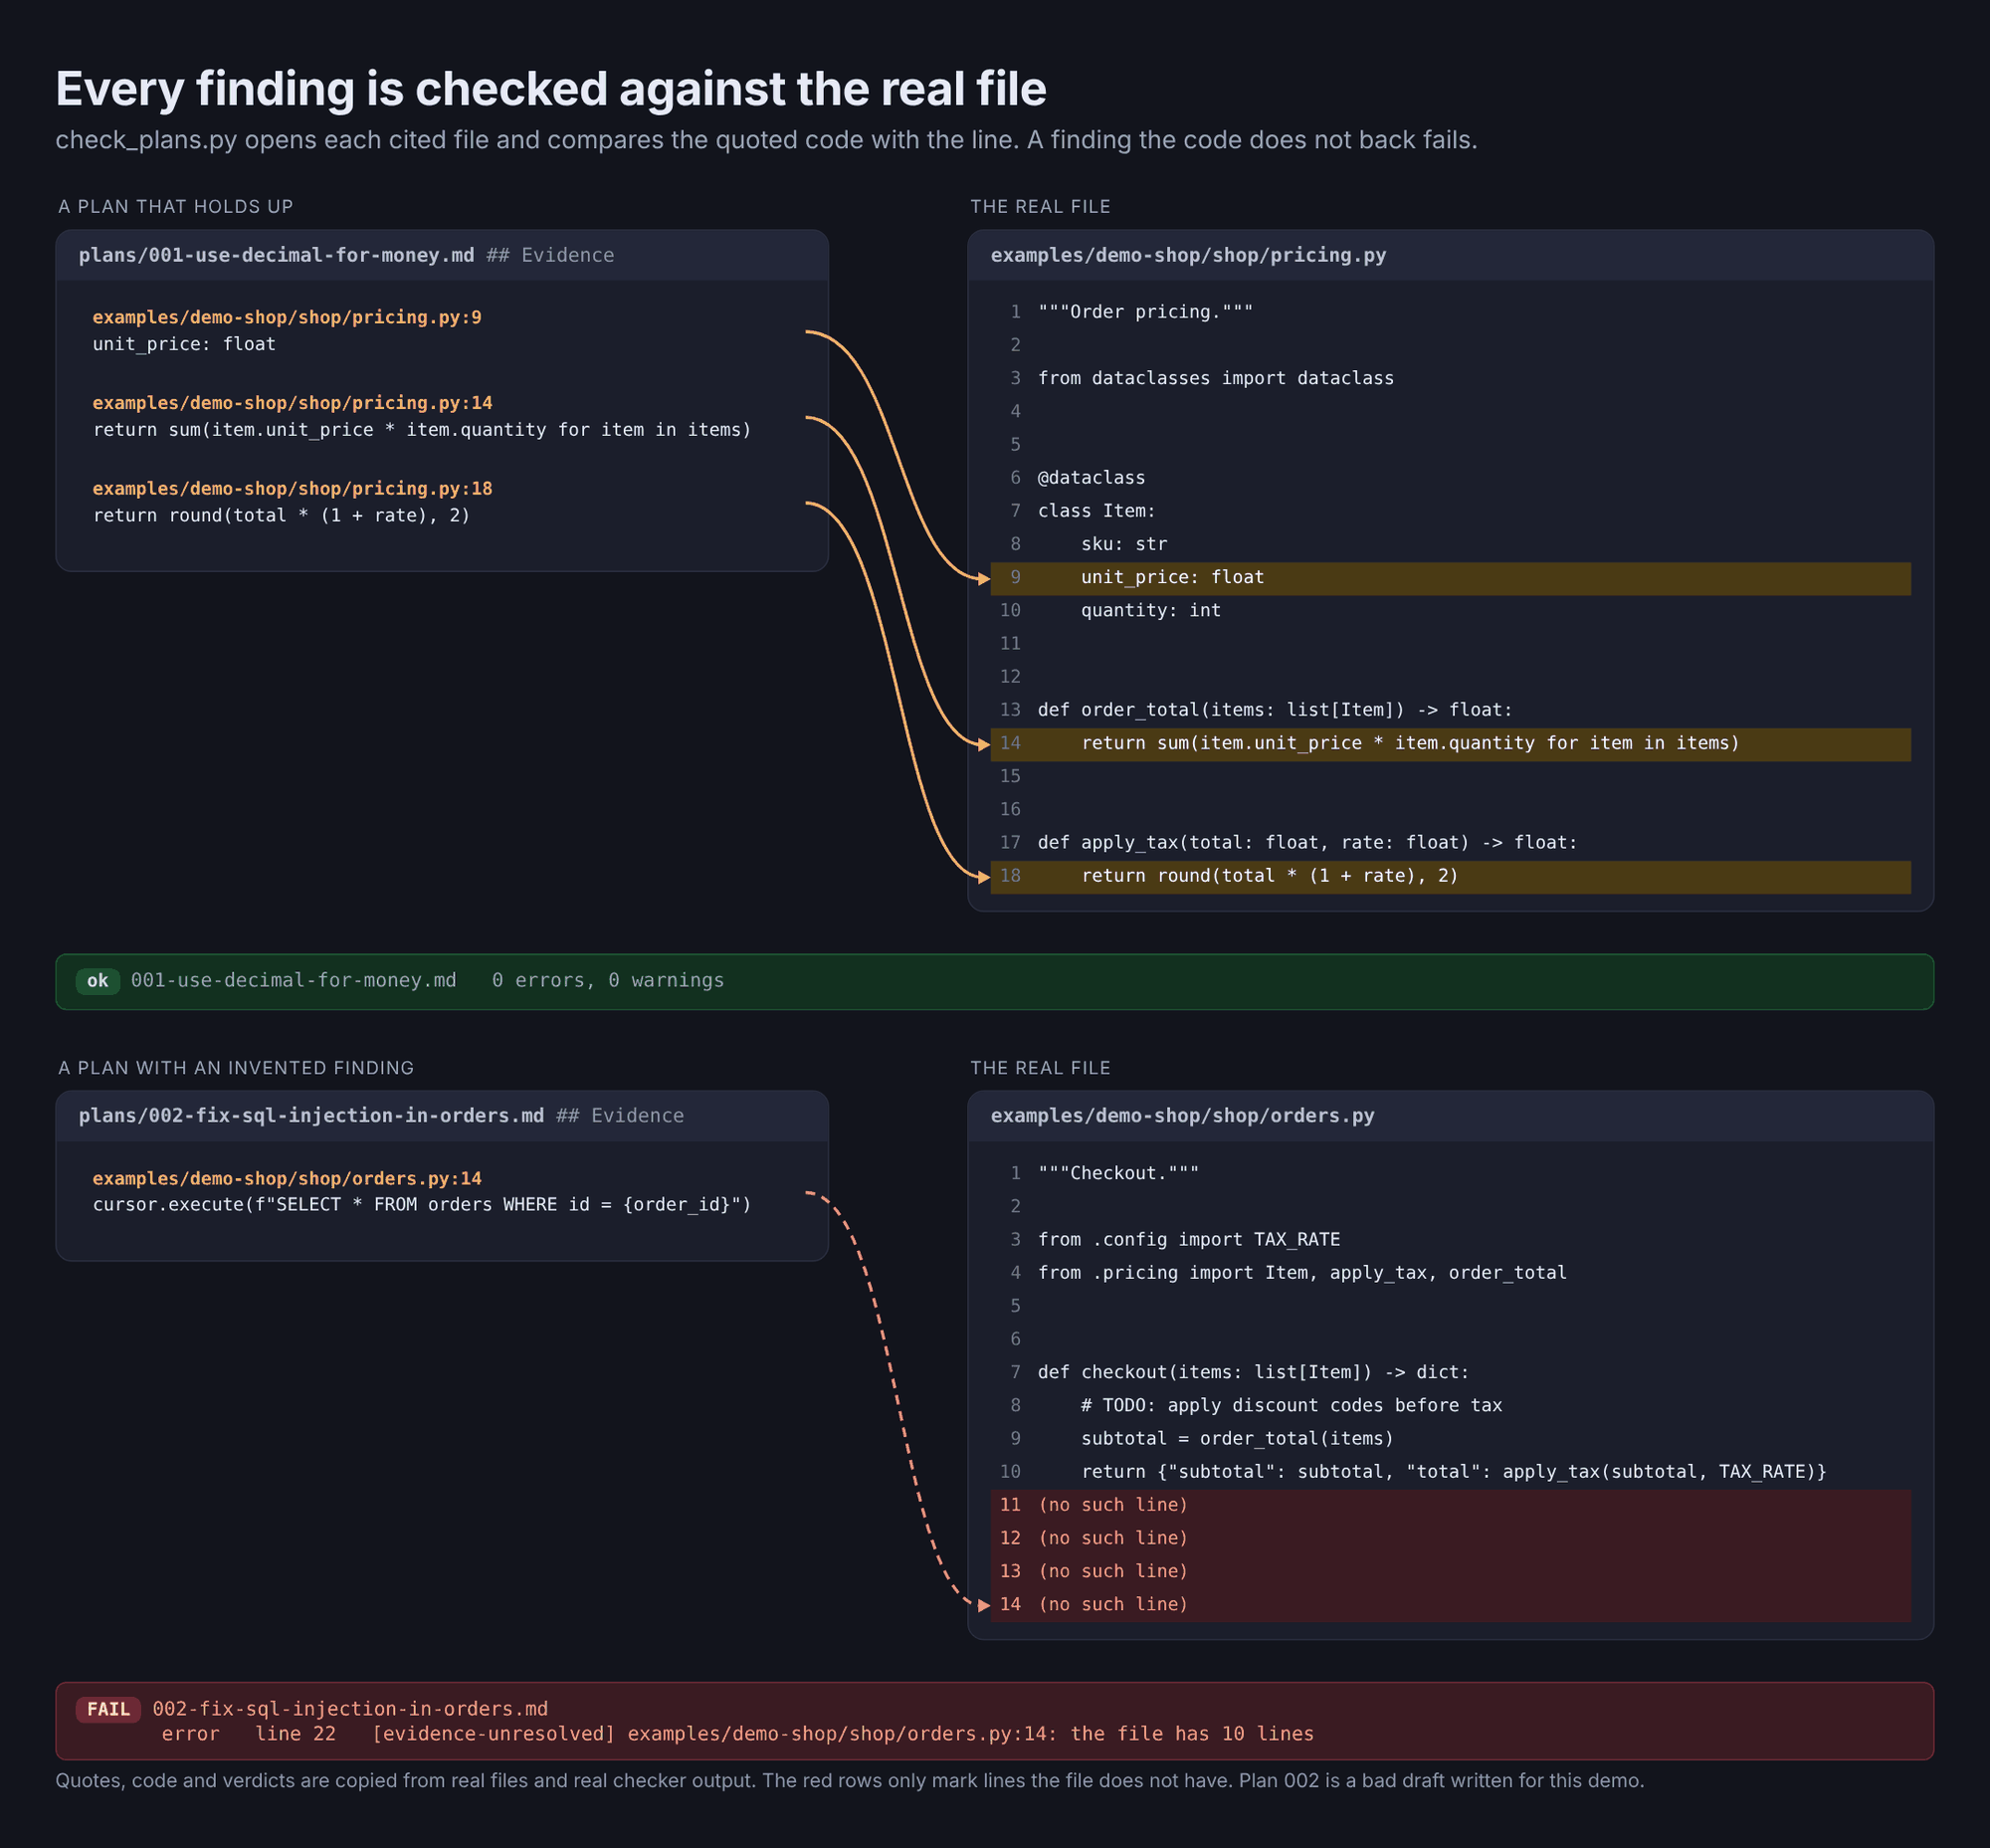 Every finding is checked against the real file
check_plans.py opens each cited file and compares the quoted code with the line. A finding the code does not back fails.
A PLAN THAT HOLDS UP
plans/001-use-decimal-for-money.md ## Evidence
examples/demo-shop/shop/pricing.py:9
unit_price: float
examples/demo-shop/shop/pricing.py:14
return sum(item.unit_price * item.quantity for item in items)
examples/demo-shop/shop/pricing.py:18
return round(total * (1 + rate), 2)
THE REAL FILE
examples/demo-shop/shop/pricing.py
1 """Order pricing."""
2
3 from dataclasses import dataclass
4
5
6 @dataclass
7 class Item:
8     sku: str
9     unit_price: float
10     quantity: int
11
12
13 def order_total(items: list[Item]) -> float:
14     return sum(item.unit_price * item.quantity for item in items)
15
16
17 def apply_tax(total: float, rate: float) -> float:
18     return round(total * (1 + rate), 2)
ok 001-use-decimal-for-money.md   0 errors, 0 warnings
A PLAN WITH AN INVENTED FINDING
plans/002-fix-sql-injection-in-orders.md ## Evidence
examples/demo-shop/shop/orders.py:14
cursor.execute(f"SELECT * FROM orders WHERE id = {order_id}")
THE REAL FILE
examples/demo-shop/shop/orders.py
1 """Checkout."""
2
3 from .config import TAX_RATE
4 from .pricing import Item, apply_tax, order_total
5
6
7 def checkout(items: list[Item]) -> dict:
8     # TODO: apply discount codes before tax
9     subtotal = order_total(items)
10     return {"subtotal": subtotal, "total": apply_tax(subtotal, TAX_RATE)}
11 (no such line)
12 (no such line)
13 (no such line)
14 (no such line)
FAIL 002-fix-sql-injection-in-orders.md
error   line 22   [evidence-unresolved] examples/demo-shop/shop/orders.py:14: the file has 10 lines
Quotes, code and verdicts are copied from real files and real checker output. The red rows only mark lines the file does not have. Plan 002 is a bad draft written for this demo.